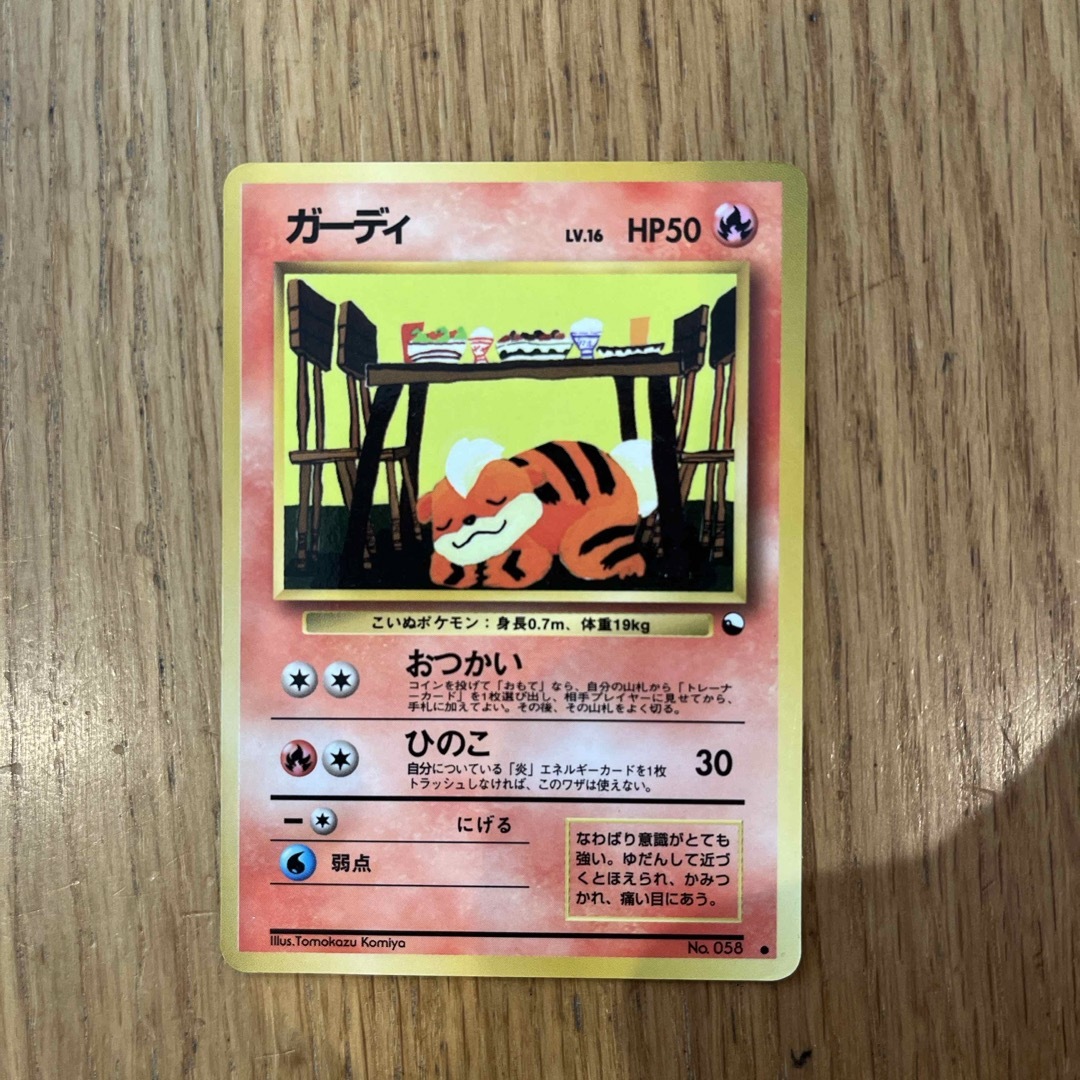 ガーディ LV.16 HP50
こいぬポケモン：身長0.7m、体重19kg
おつかい
コインを投げて「おもて」なら、自分の山札から「トレーナ
ーカード」を1枚選び出し、相手プレイヤーに見せてから、
手札に加えてよい。その後、その山札をよく切る。
ひのこ 30
自分についている「炎」エネルギーカードを1枚
トラッシュしなければ、このワザは使えない。
ー にげる
弱点
なわばり意識がとても
強い。ゆだんして近づ
くとほえられ、かみつ
かれ、痛い目にあう。
Illus.Tomokazu Komiya No. 058